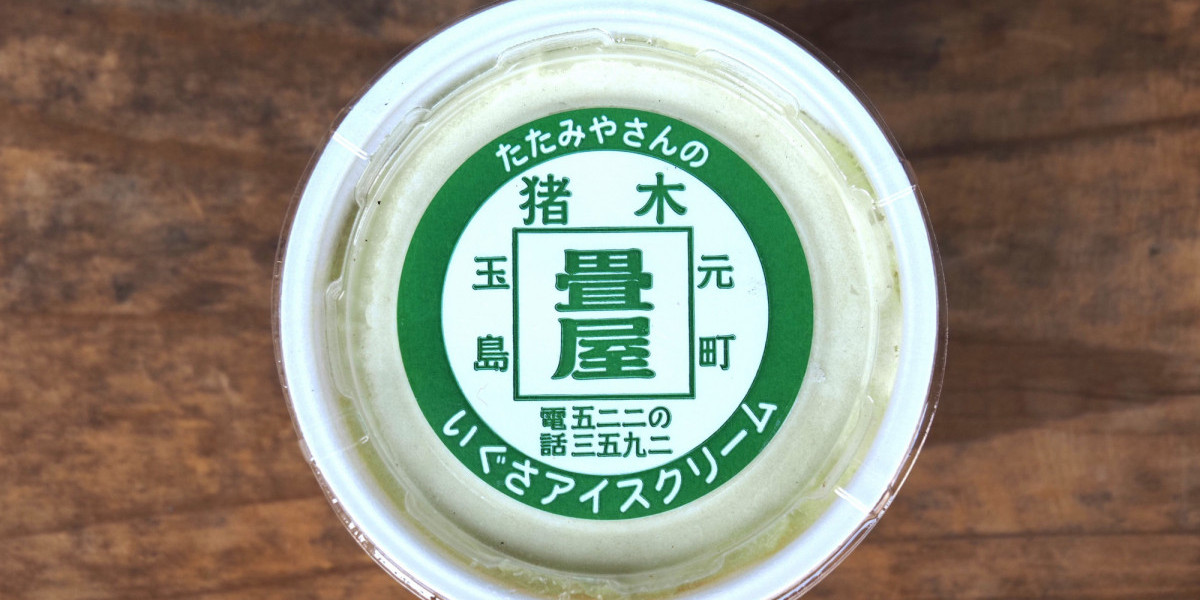 たたみやさんの
猪木
玉島
畳屋
元町
電話
五二二の
三五九二
いぐさアイスクリーム